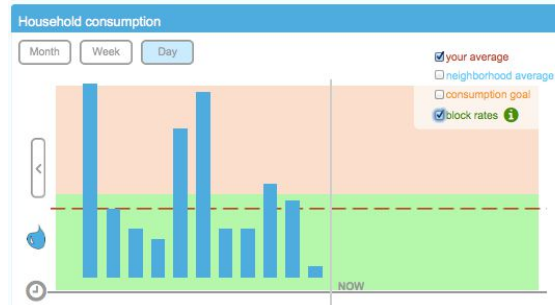 Household consumption
Month Week Day
your average
neighborhood average
consumption goal
block rates i
NOW